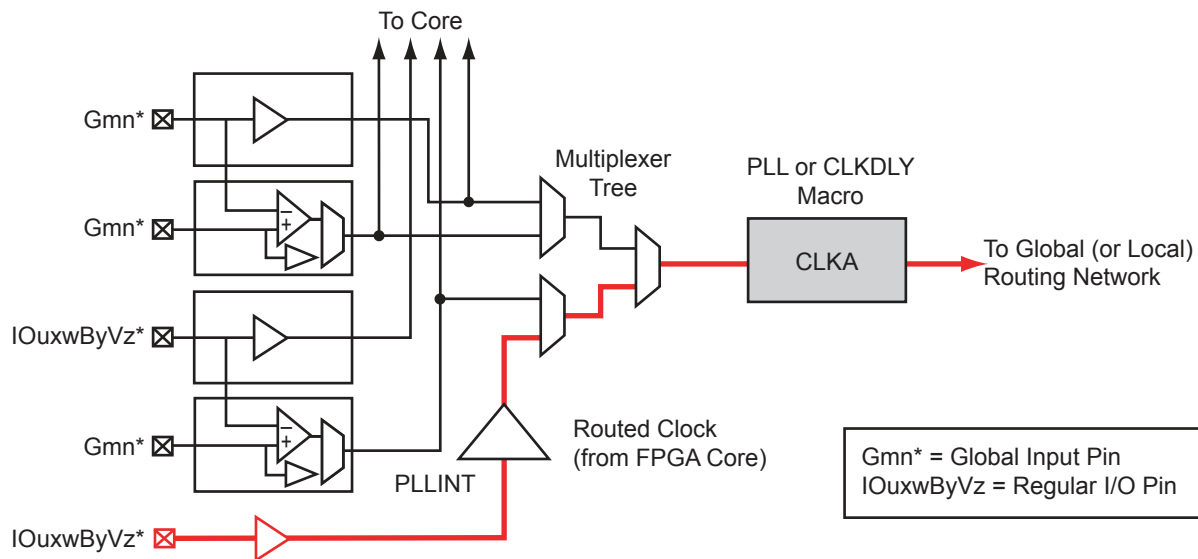 To Core
Gmn*
Multiplexer
Tree
PLL or CLKDLY
Macro
Gmn*
−
+
CLKA
To Global (or Local)
Routing Network
IOuxwByVz*
Gmn*
−
+
Routed Clock
(from FPGA Core)
PLLINT
Gmn* = Global Input Pin
IOuxwByVz = Regular I/O Pin
IOuxwByVz*